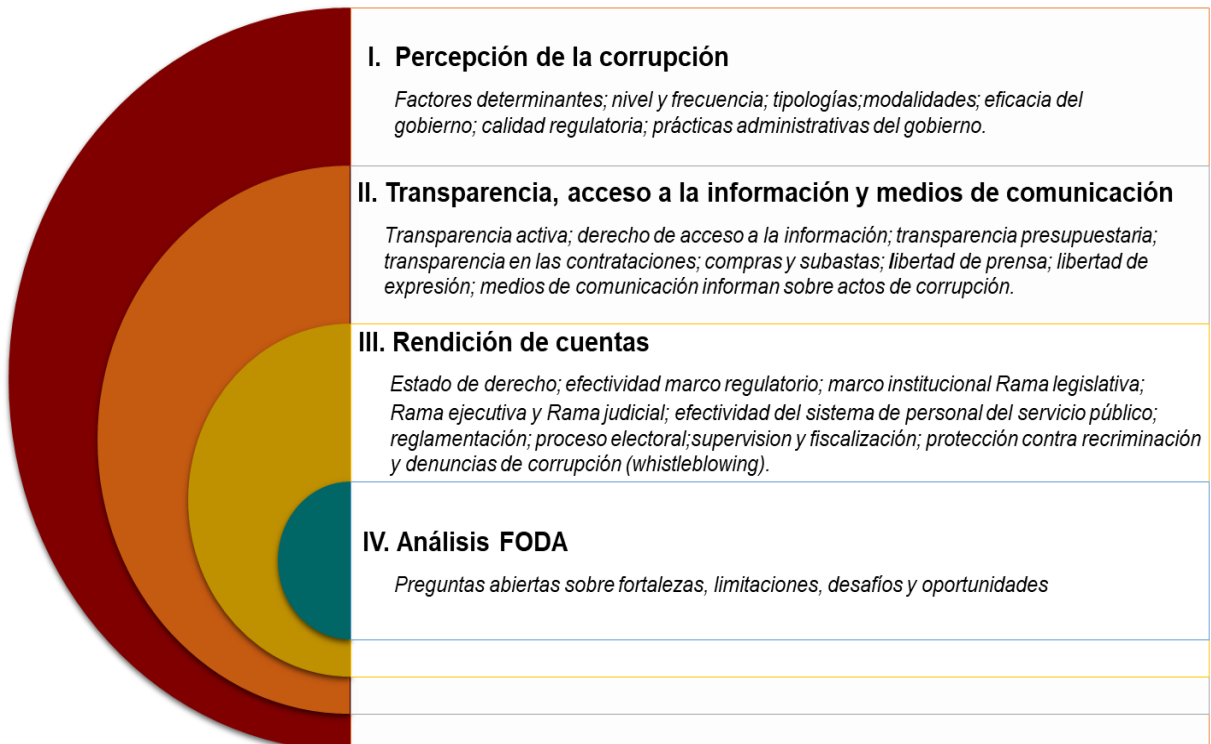 I. Percepción de la corrupción
Factores determinantes; nivel y frecuencia; tipologías;modalidades; eficacia del
gobierno; calidad regulatoria; prácticas administrativas del gobierno.
II. Transparencia, acceso a la información y medios de comunicación
Transparencia activa; derecho de acceso a la información; transparencia presupuestaria;
transparencia en las contrataciones; compras y subastas; libertad de prensa; libertad de
expresión; medios de comunicación informan sobre actos de corrupción.
III. Rendición de cuentas
Estado de derecho; efectividad marco regulatorio; marco institucional Rama legislativa;
Rama ejecutiva y Rama judicial; efectividad del sistema de personal del servicio público;
reglamentación; proceso electoral;supervision y fiscalización; protección contra recriminación
y denuncias de corrupción (whistleblowing).
IV. Análisis FODA
Preguntas abiertas sobre fortalezas, limitaciones, desafíos y oportunidades